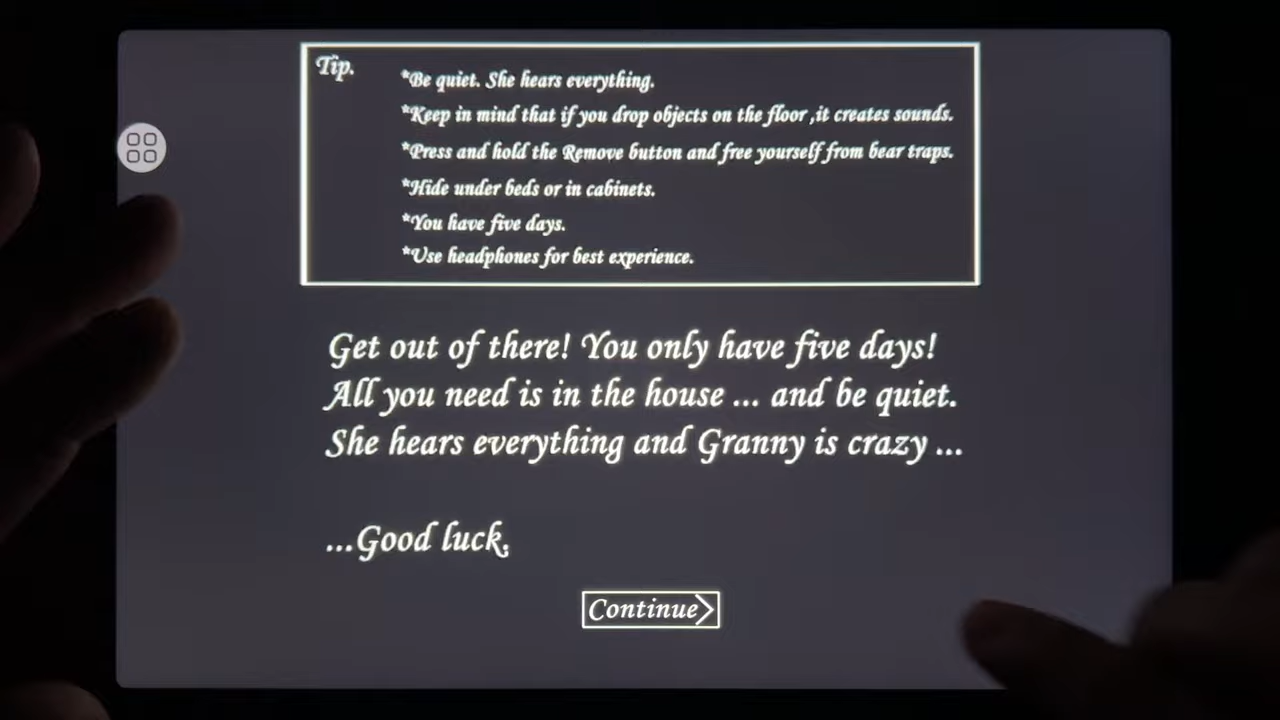 Tip.
*Be quiet. She hears everything.
*Keep in mind that if you drop objects on the floor ,it creates sounds.
*Press and hold the Remove button and free yourself from bear traps.
*Hide under beds or in cabinets.
*You have five days.
*Use headphones for best experience.
Get out of there! You only have five days!
All you need is in the house ... and be quiet.
She hears everything and Granny is crazy ...
...Good luck.
Continue>